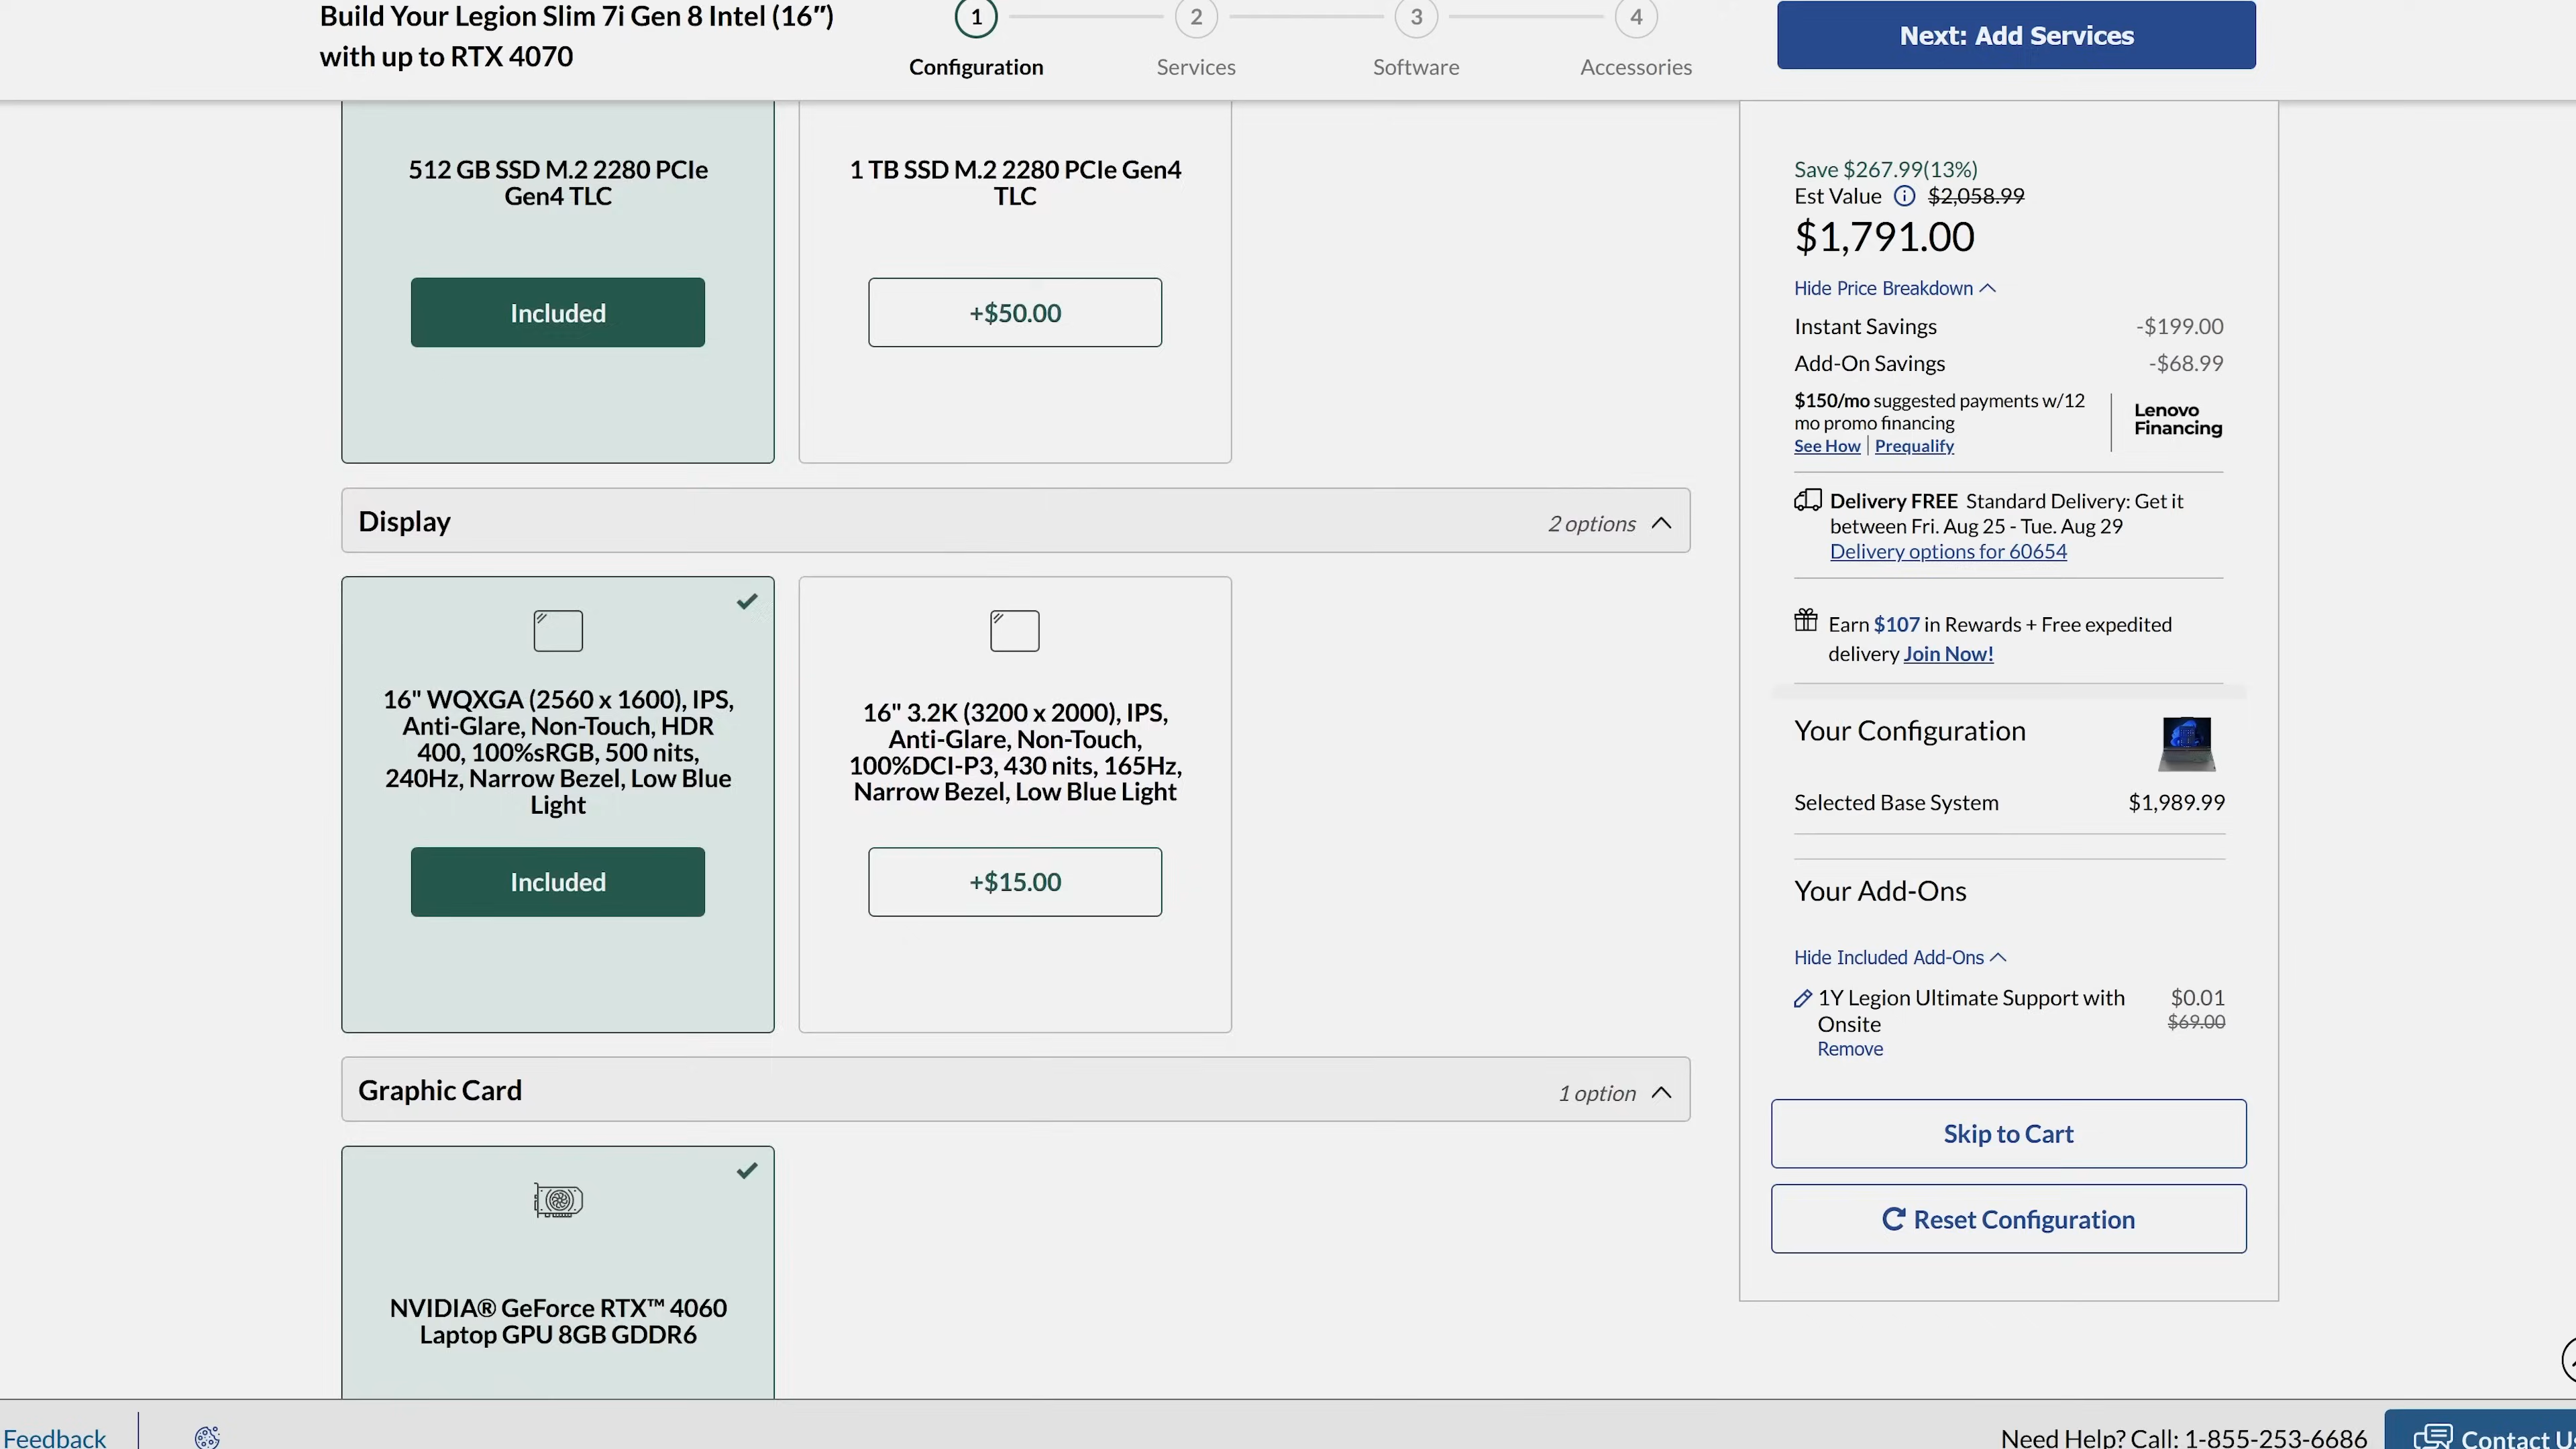 Build Your Legion Slim 7i Gen 8 Intel (16″)
with up to RTX 4070
1
2
3
4
Configuration
Services
Software
Accessories
Next: Add Services
512 GB SSD M.2 2280 PCIe
Gen4 TLC
Included
1 TB SSD M.2 2280 PCIe Gen4
TLC
+$50.00
Display
2 options
16" WQXGA (2560 x 1600), IPS,
Anti-Glare, Non-Touch, HDR
400, 100%sRGB, 500 nits,
240Hz, Narrow Bezel, Low Blue
Light
Included
16" 3.2K (3200 x 2000), IPS,
Anti-Glare, Non-Touch,
100%DCI-P3, 430 nits, 165Hz,
Narrow Bezel, Low Blue Light
+$15.00
Graphic Card
1 option
NVIDIA® GeForce RTX™ 4060
Laptop GPU 8GB GDDR6
Save $267.99(13%)
Est Value $2,058.99
$1,791.00
Hide Price Breakdown
Instant Savings -$199.00
Add-On Savings -$68.99
$150/mo suggested payments w/12
mo promo financing
See How | Prequalify
Lenovo
Financing
Delivery FREE Standard Delivery: Get it
between Fri. Aug 25 - Tue. Aug 29
Delivery options for 60654
Earn $107 in Rewards + Free expedited
delivery Join Now!
Your Configuration
Selected Base System $1,989.99
Your Add-Ons
Hide Included Add-Ons
1Y Legion Ultimate Support with $0.01
Onsite $69.00
Remove
Skip to Cart
Reset Configuration
Feedback
Need Help? Call: 1-855-253-6686
Contact